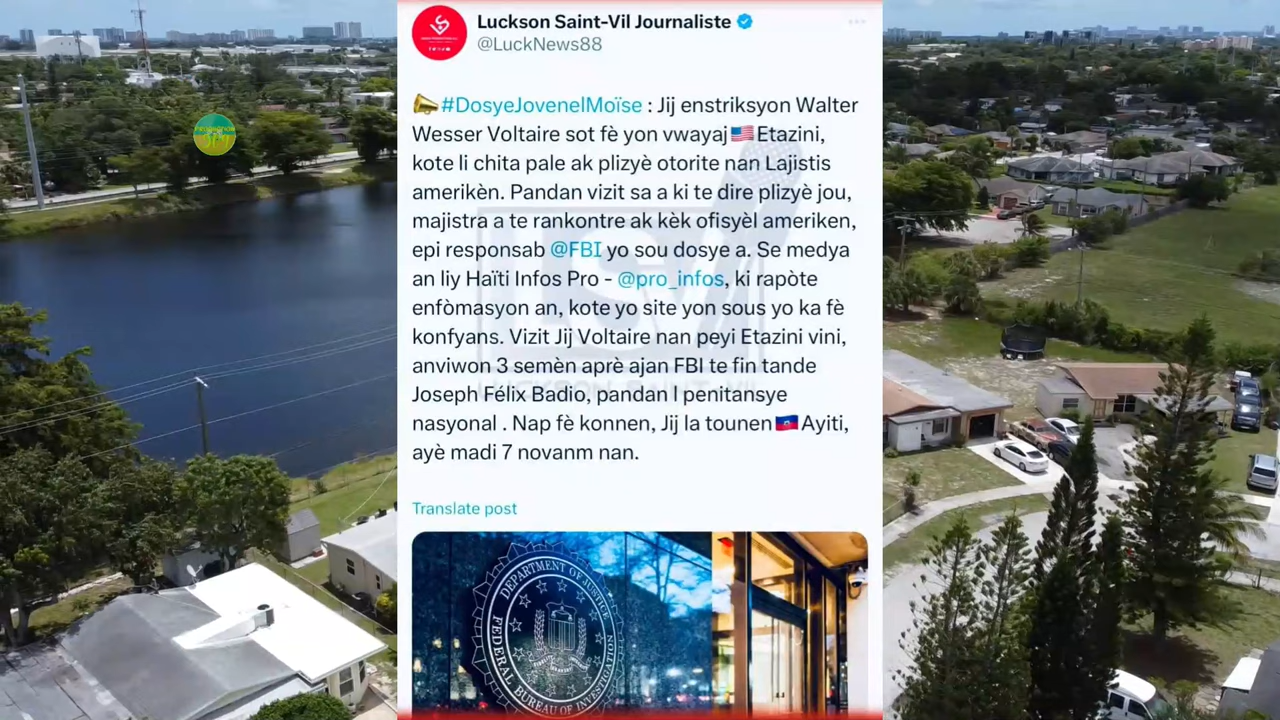 Luckson Saint-Vil Journaliste
@LuckNews88
#DosyeJovenelMoïse : Jij enstriksyon Walter
Wesser Voltaire sot fè yon vwayaj🇺🇸Etazini,
kote li chita pale ak plizyè otorite nan Lajistis
amerikèn. Pandan vizit sa a ki te dire plizyè jou,
majistra a te rankontre ak kèk ofisyèl ameriken,
epi responsab @FBI yo sou dosye a. Se medya
an liy Haïti Infos Pro - @pro_infos, ki rapòte
enfòmasyon an, kote yo site yon sous yo ka fè
konfyans. Vizit Jij Voltaire nan peyi Etazini vini,
anviwon 3 semèn aprè ajan FBI te fin tande
Joseph Félix Badio, pandan l penitansye
nasyonal . Nap fè konnen, Jij la tounen🇭🇹Ayiti,
ayè madi 7 novanm nan.
Translate post
DEPARTMENT OF JUSTICE
FEDERAL BUREAU OF INVESTIGATION
LUCKSON SAINT-VIL